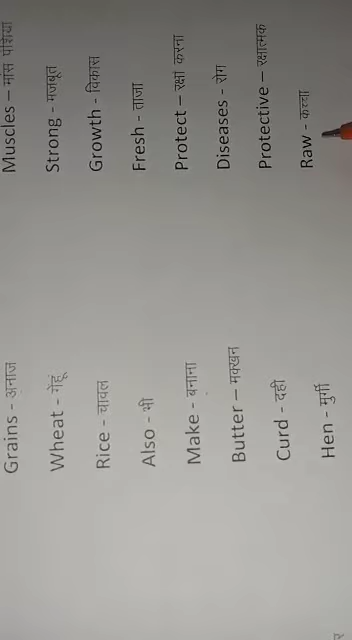 Grains - अनाज
Wheat - गेंहूं
Rice - चावल
Also - भी
Make - बनाना
Butter – मक्खन
Curd - दही
Hen - मुर्गी
Muscles – मांस पेशिया
Strong - मजबूत
Growth - विकास
Fresh - ताजा
Protect – रक्षा करना
Diseases - रोग
Protective – रक्षात्मक
Raw - कच्चा